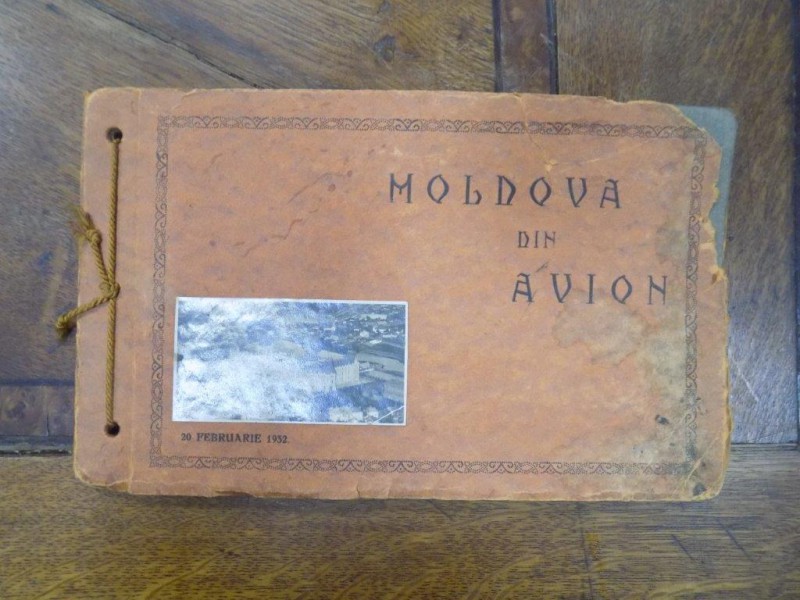 MOLDOVA
DIN
AVION
20 FEBRUARIE 1932.